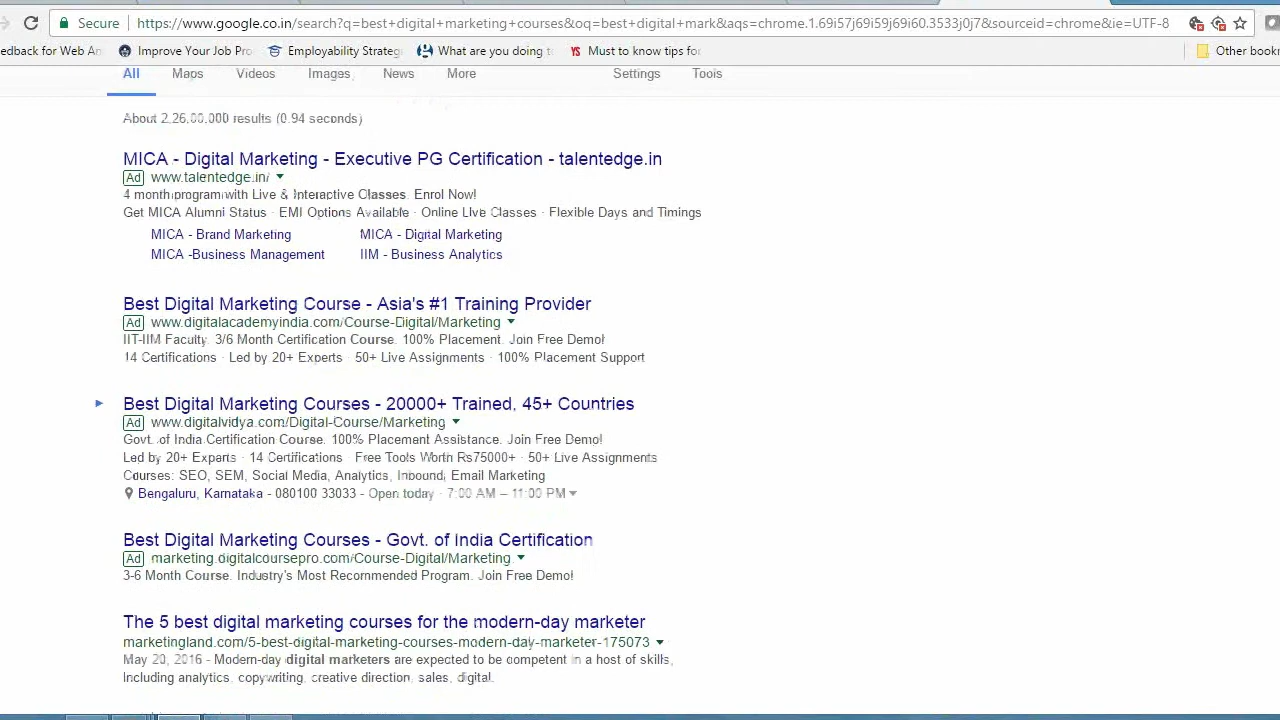 Secure https://www.google.co.in/search?q=best+digital+marketing+courses&oq=best+digital+mark&aqs=chrome.1.69i57j69i59j69i60.3533j0j7&sourceid=chrome&ie=UTF-8
edback for Web An Improve Your Job Pro Employability Strateg What are you doing t Must to know tips for Other book
All Maps Videos Images News More Settings Tools
About 2,26,00,000 results (0.94 seconds)
MICA - Digital Marketing - Executive PG Certification - talentedge.in
Ad www.talentedge.in/
4 month program with Live & Interactive Classes. Enrol Now!
Get MICA Alumni Status · EMI Options Available · Online Live Classes · Flexible Days and Timings
MICA - Brand Marketing MICA - Digital Marketing
MICA -Business Management IIM - Business Analytics
Best Digital Marketing Course - Asia's #1 Training Provider
Ad www.digitalacademyindia.com/Course-Digital/Marketing
IIT-IIM Faculty. 3/6 Month Certification Course. 100% Placement. Join Free Demo!
14 Certifications · Led by 20+ Experts · 50+ Live Assignments · 100% Placement Support
Best Digital Marketing Courses - 20000+ Trained, 45+ Countries
Ad www.digitalvidya.com/Digital-Course/Marketing
Govt. of India Certification Course. 100% Placement Assistance. Join Free Demo!
Led by 20+ Experts · 14 Certifications · Free Tools Worth Rs75000+ · 50+ Live Assignments
Courses: SEO, SEM, Social Media, Analytics, Inbound, Email Marketing
Bengaluru, Karnataka - 080100 33033 - Open today · 7:00 AM – 11:00 PM
Best Digital Marketing Courses - Govt. of India Certification
Ad marketing.digitalcoursepro.com/Course-Digital/Marketing
3-6 Month Course. Industry's Most Recommended Program. Join Free Demo!
The 5 best digital marketing courses for the modern-day marketer
marketingland.com/5-best-digital-marketing-courses-modern-day-marketer-175073
May 20, 2016 - Modern-day digital marketers are expected to be competent in a host of skills,
including analytics, copywriting, creative direction, sales, digital.